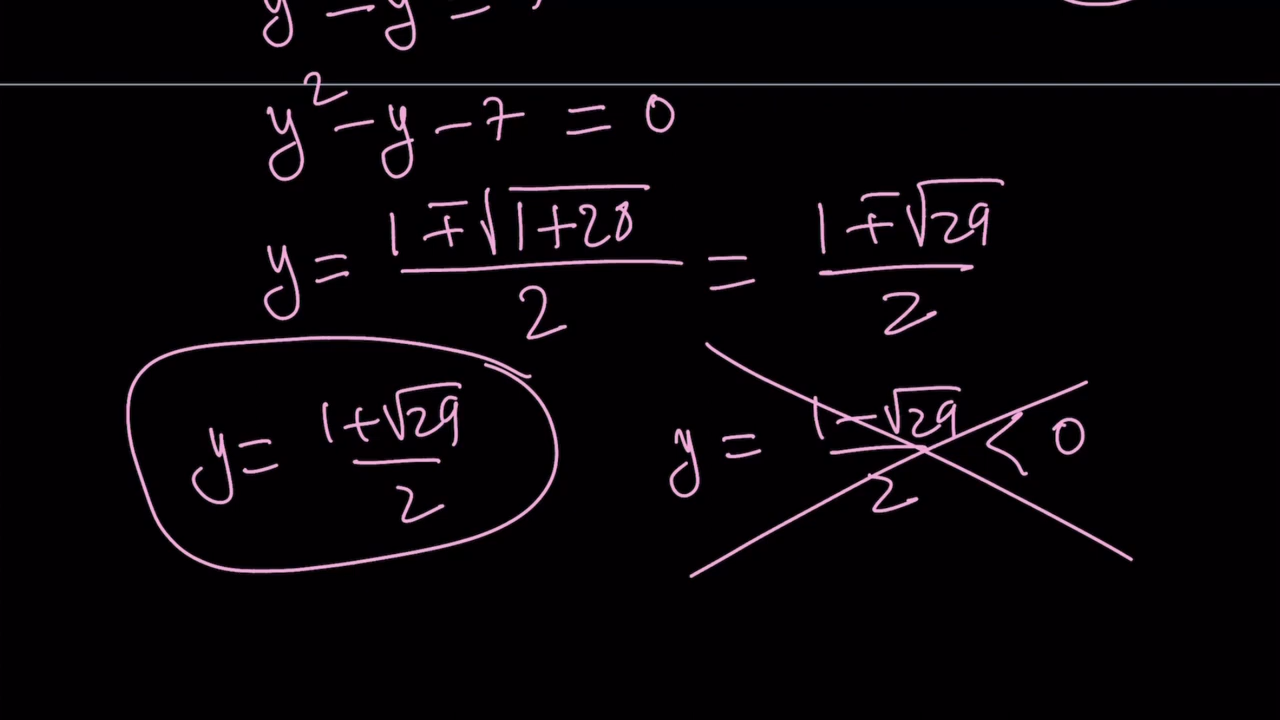 y - y =
y² - y - 7 = 0
y = (1 ∓ √(1+28))/2 = (1 ∓ √29)/2
y = (1+√29)/2 y = (1-√29)/2 < 0